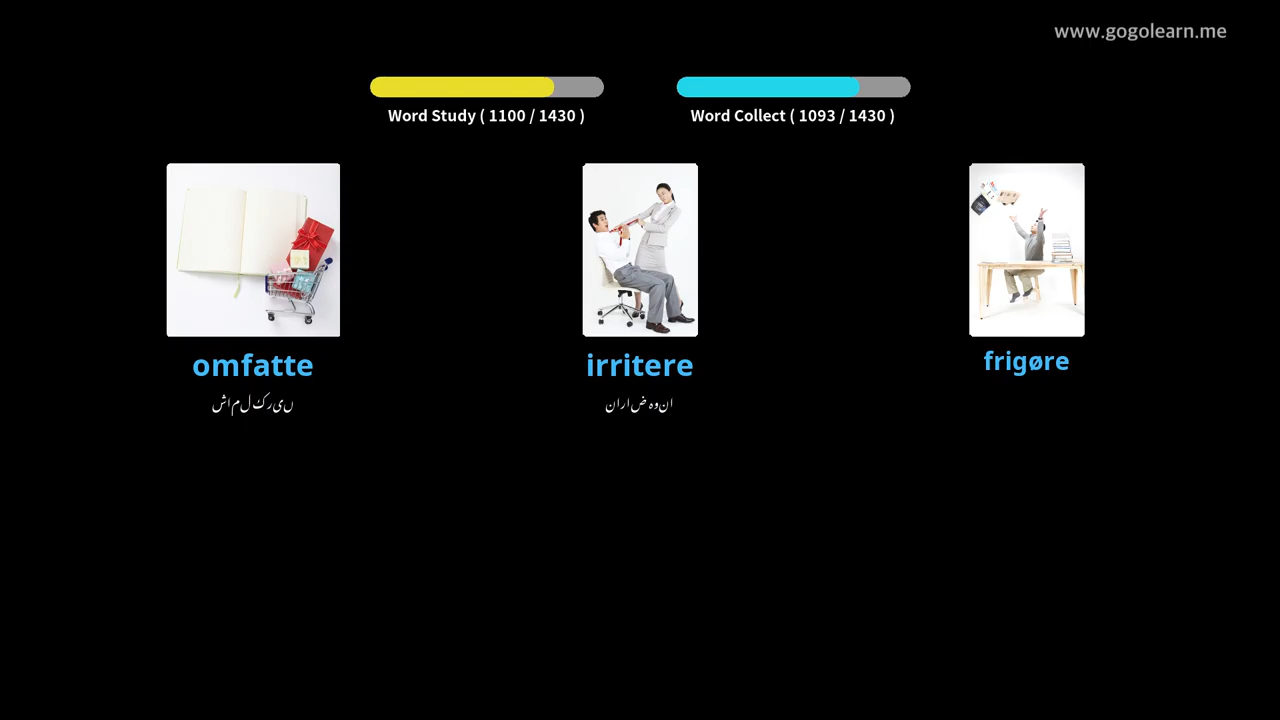 www.gogolearn.me
Word Study ( 1100 / 1430 )
Word Collect ( 1093 / 1430 )
omfatte
irritere
frigøre
شامل کریں
ناراض ہونا